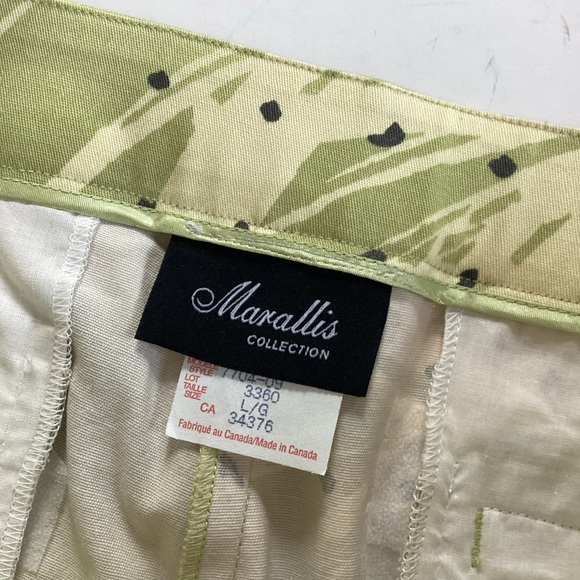 Marallis
COLLECTION
STYLE 7704-09
LOT 3360
TAILLE
SIZE L/G
CA 34376
Fabriqué au Canada/Made in Canada